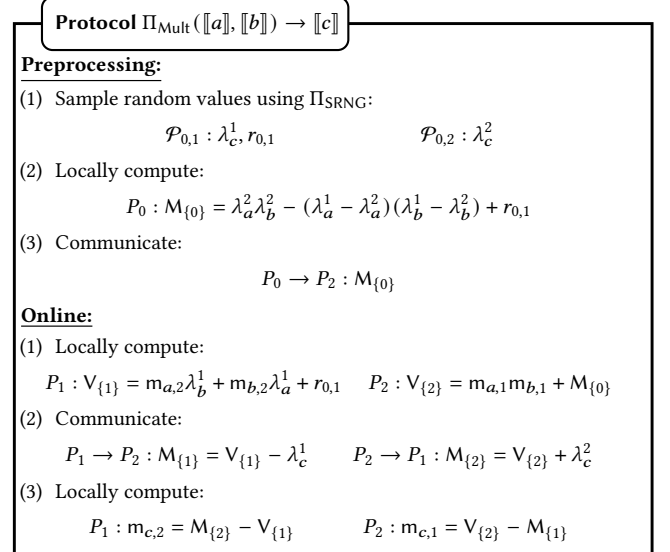 Protocol Π_Mult(⟦a⟧, ⟦b⟧) → ⟦c⟧
Preprocessing:
(1) Sample random values using Π_SRNG:
𝒫_{0,1} : λ_c^1, r_{0,1}    𝒫_{0,2} : λ_c^2
(2) Locally compute:
P_0 : M_{{0}} = λ_a^2 λ_b^2 − (λ_a^1 − λ_a^2)(λ_b^1 − λ_b^2) + r_{0,1}
(3) Communicate:
P_0 → P_2 : M_{{0}}
Online:
(1) Locally compute:
P_1 : V_{{1}} = m_{a,2} λ_b^1 + m_{b,2} λ_a^1 + r_{0,1}    P_2 : V_{{2}} = m_{a,1} m_{b,1} + M_{{0}}
(2) Communicate:
P_1 → P_2 : M_{{1}} = V_{{1}} − λ_c^1    P_2 → P_1 : M_{{2}} = V_{{2}} + λ_c^2
(3) Locally compute:
P_1 : m_{c,2} = M_{{2}} − V_{{1}}    P_2 : m_{c,1} = V_{{2}} − M_{{1}}